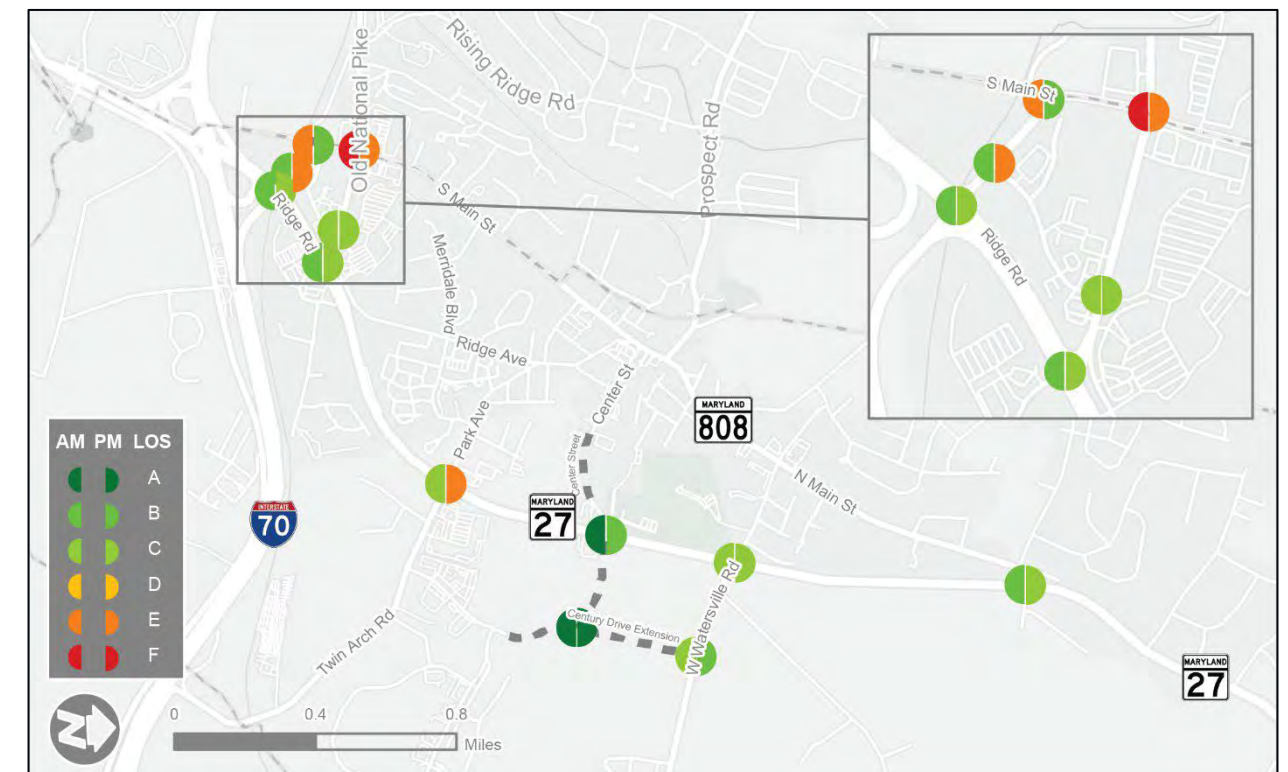 Rising Ridge Rd
Old National Pike
Prospect Rd
S Main St
Ridge Rd
S Main St
Ridge Rd
Merridale Blvd
Ridge Ave
Center St
Center Street
Park Ave
MARYLAND
808
N Main St
MARYLAND
27
INTERSTATE
70
W Watersville Rd
Century Drive Extension
Twin Arch Rd
MARYLAND
27
AM PM LOS
A
B
C
D
E
F
N
0 0.4 0.8
Miles